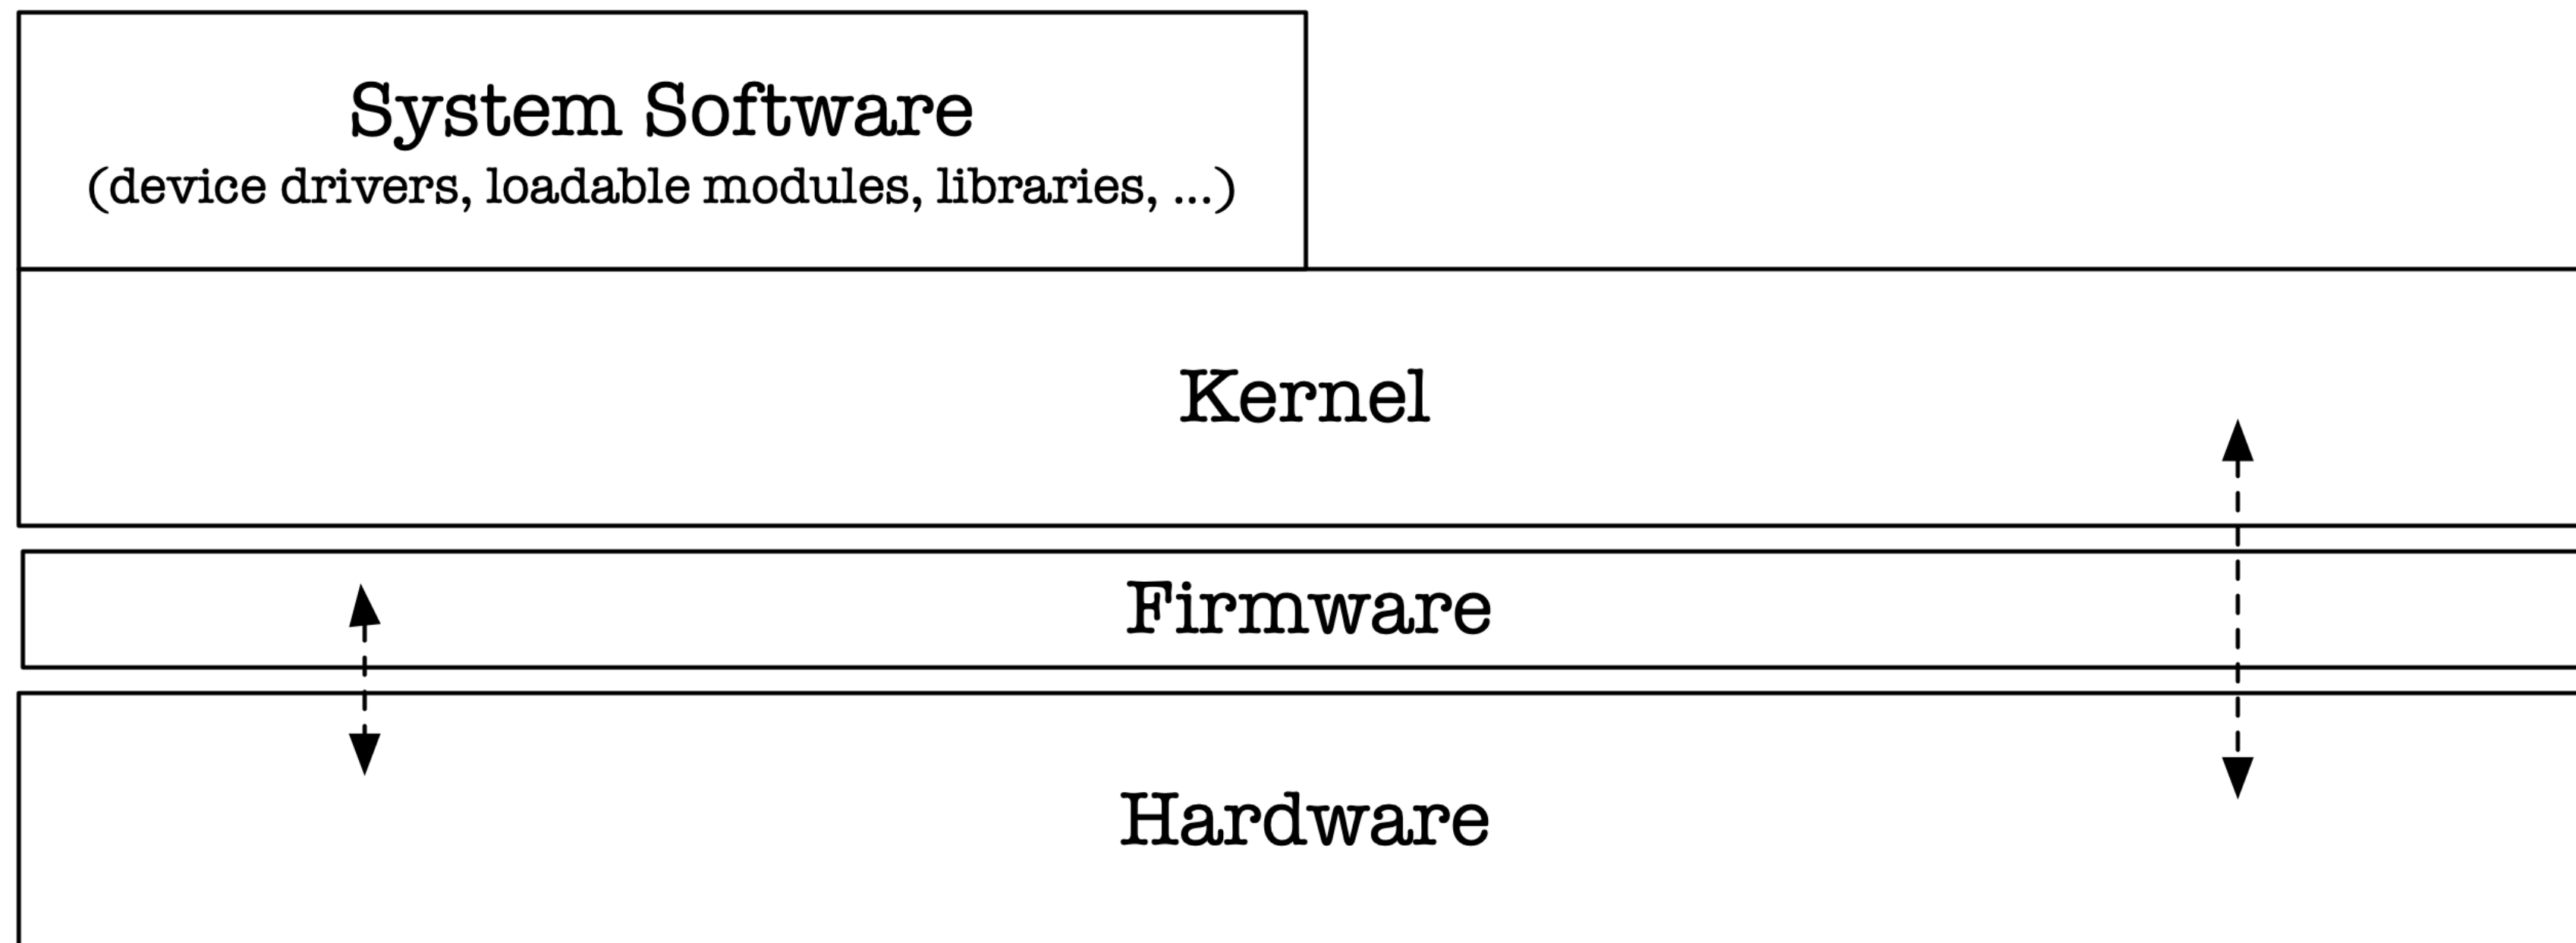 System Software
(device drivers, loadable modules, libraries, ...)
Kernel
Firmware
Hardware